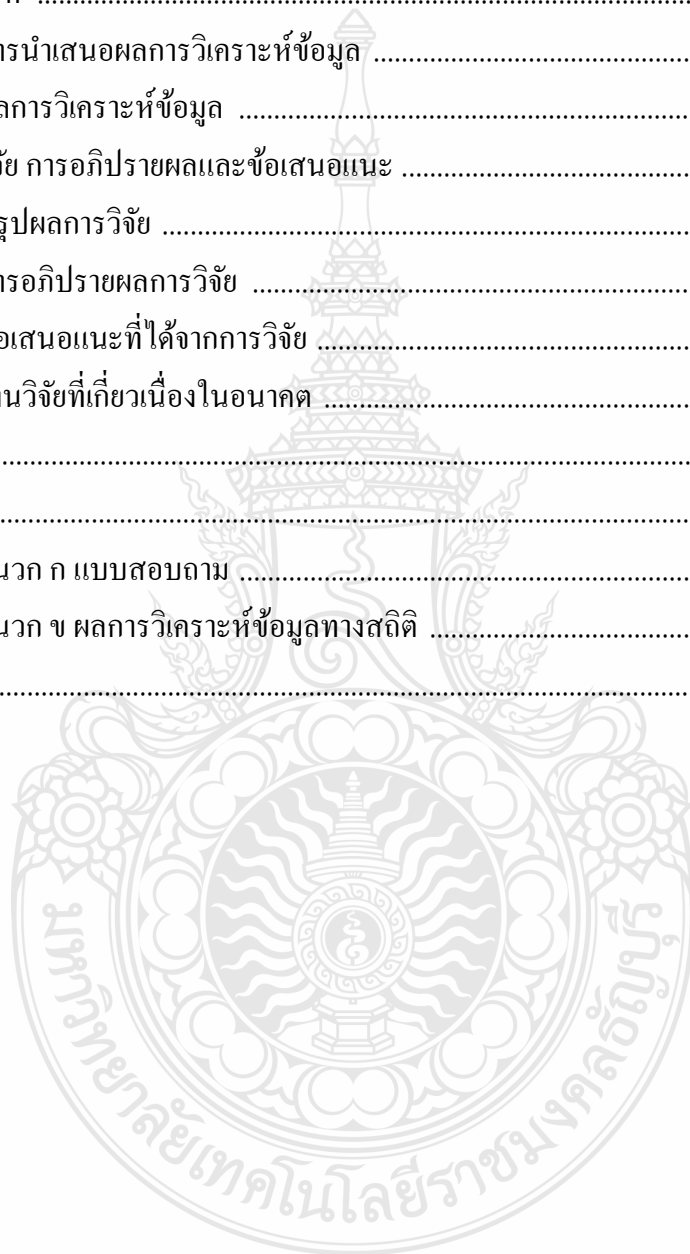 ารนำเสนอผลการวิเคราะห์ข้อมูล ................................................................
ลการวิเคราะห์ข้อมูล ................................................................
จัย การอภิปรายผลและข้อเสนอแนะ ................................................................
รุปผลการวิจัย ................................................................
ารอภิปรายผลการวิจัย ................................................................
้อเสนอแนะที่ได้จากการวิจัย ................................................................
านวิจัยที่เกี่ยวเนื่องในอนาคต ................................................................
................................................................
................................................................
นวก ก แบบสอบถาม ................................................................
นวก ข ผลการวิเคราะห์ข้อมูลทางสถิติ ................................................................
................................................................
มหาวิทยาลัยเทคโนโลยีราชมงคลธัญบุรี